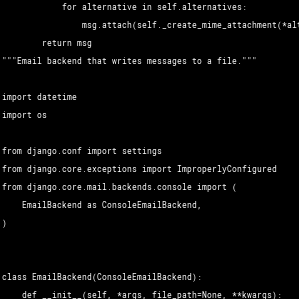 for alternative in self.alternatives:
msg.attach(self._create_mime_attachment(*alt
return msg
"""Email backend that writes messages to a file."""
import datetime
import os
from django.conf import settings
from django.core.exceptions import ImproperlyConfigured
from django.core.mail.backends.console import (
EmailBackend as ConsoleEmailBackend,
)
class EmailBackend(ConsoleEmailBackend):
def __init__(self, *args, file_path=None, **kwargs):